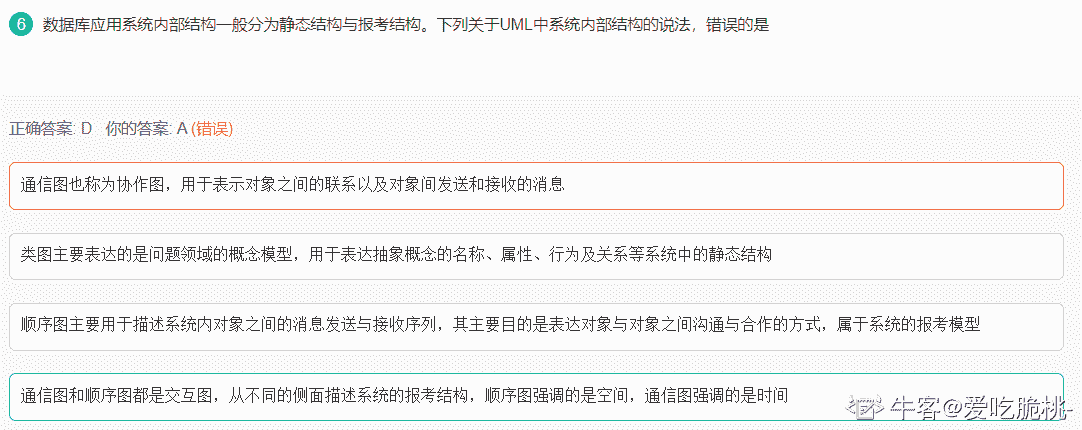 6 数据库应用系统内部结构一般分为静态结构与报考结构。下列关于UML中系统内部结构的说法，错误的是
正确答案: D 你的答案: A (错误)
通信图也称为协作图，用于表示对象之间的联系以及对象间发送和接收的消息
类图主要表达的是问题领域的概念模型，用于表达抽象概念的名称、属性、行为及关系等系统中的静态结构
顺序图主要用于描述系统内对象之间的消息发送与接收序列，其主要目的是表达对象与对象之间沟通与合作的方式，属于系统的报考模型
通信图和顺序图都是交互图，从不同的侧面描述系统的报考结构，顺序图强调的是空间，通信图强调的是时间
牛客@爱吃脆桃-